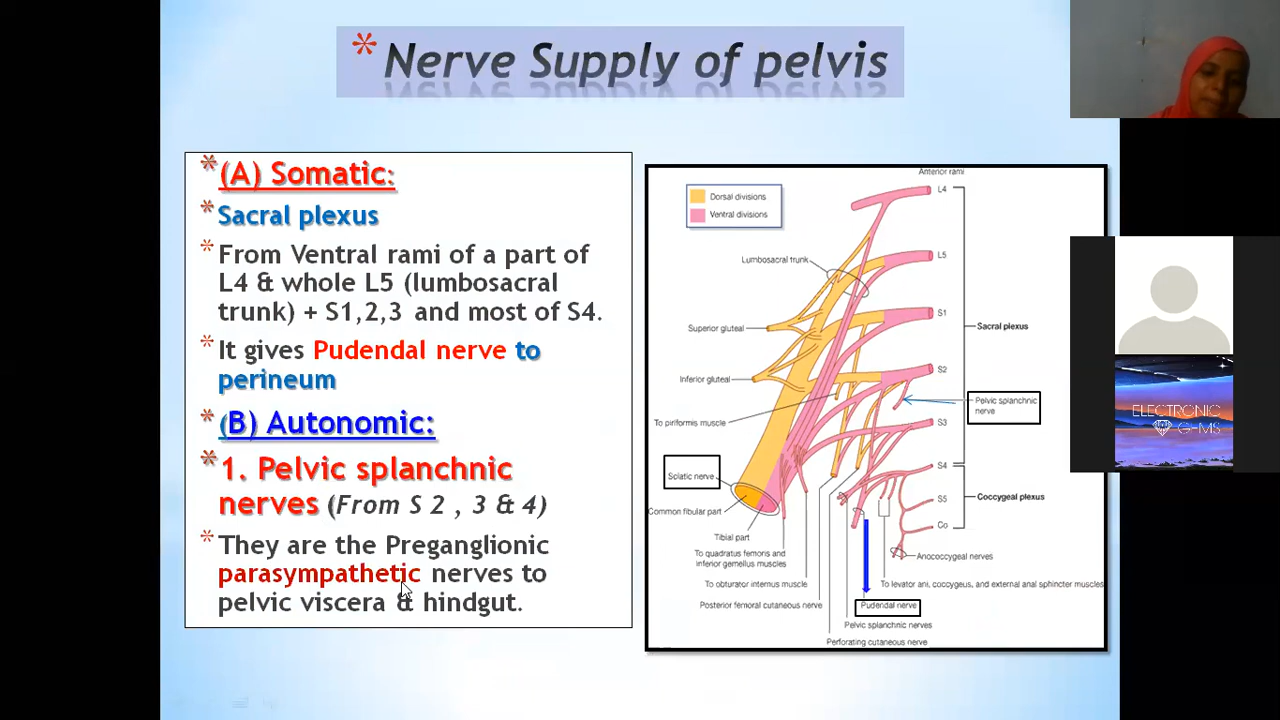 * Nerve Supply of pelvis
* (A) Somatic:
* Sacral plexus
* From Ventral rami of a part of
L4 & whole L5 (lumbosacral
trunk) + S1,2,3 and most of S4.
* It gives Pudendal nerve to
perineum
* (B) Autonomic:
* 1. Pelvic splanchnic
nerves (From S 2 , 3 & 4)
* They are the Preganglionic
parasympathetic nerves to
pelvic viscera & hindgut.
Anterior rami
Dorsal divisions
Ventral divisions
L4
Lumbosacral trunk
L5
S1
Superior gluteal
Sacral plexus
S2
Inferior gluteal
Pelvic splanchnic
nerve
To piriformis muscle
S3
S4
Sciatic nerve
Coccygeal plexus
S5
Common fibular part
Co
Tibial part
To quadratus femoris and
inferior gemellus muscles
Anococcygeal nerves
To obturator internus muscle
To levator ani, coccygeus, and external anal sphincter muscles
Posterior femoral cutaneous nerve
Pudendal nerve
Pelvic splanchnic nerves
Perforating cutaneous nerve
ELECTRONIC
GEMS